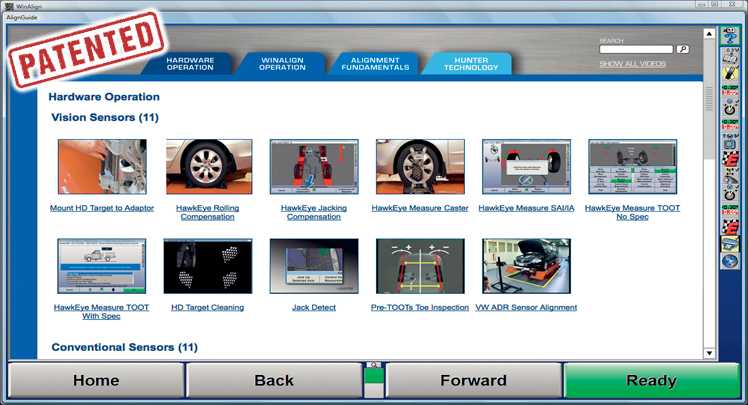 WinAlign
AlignGuide
PATENTED
HARDWARE
OPERATION
WINALIGN
OPERATION
ALIGNMENT
FUNDAMENTALS
HUNTER
TECHNOLOGY
SEARCH
SHOW ALL VIDEOS
Hardware Operation
Vision Sensors (11)
Mount HD Target to Adaptor
HawkEye Rolling
Compensation
HawkEye Jacking
Compensation
HawkEye Measure Caster
HawkEye Measure SAI/IA
HawkEye Measure TOOT
No Spec
HawkEye Measure TOOT
With Spec
HD Target Cleaning
Jack Detect
Pre-TOOTs Toe Inspection
VW ADR Sensor Alignment
Conventional Sensors (11)
Home
Back
Forward
Ready